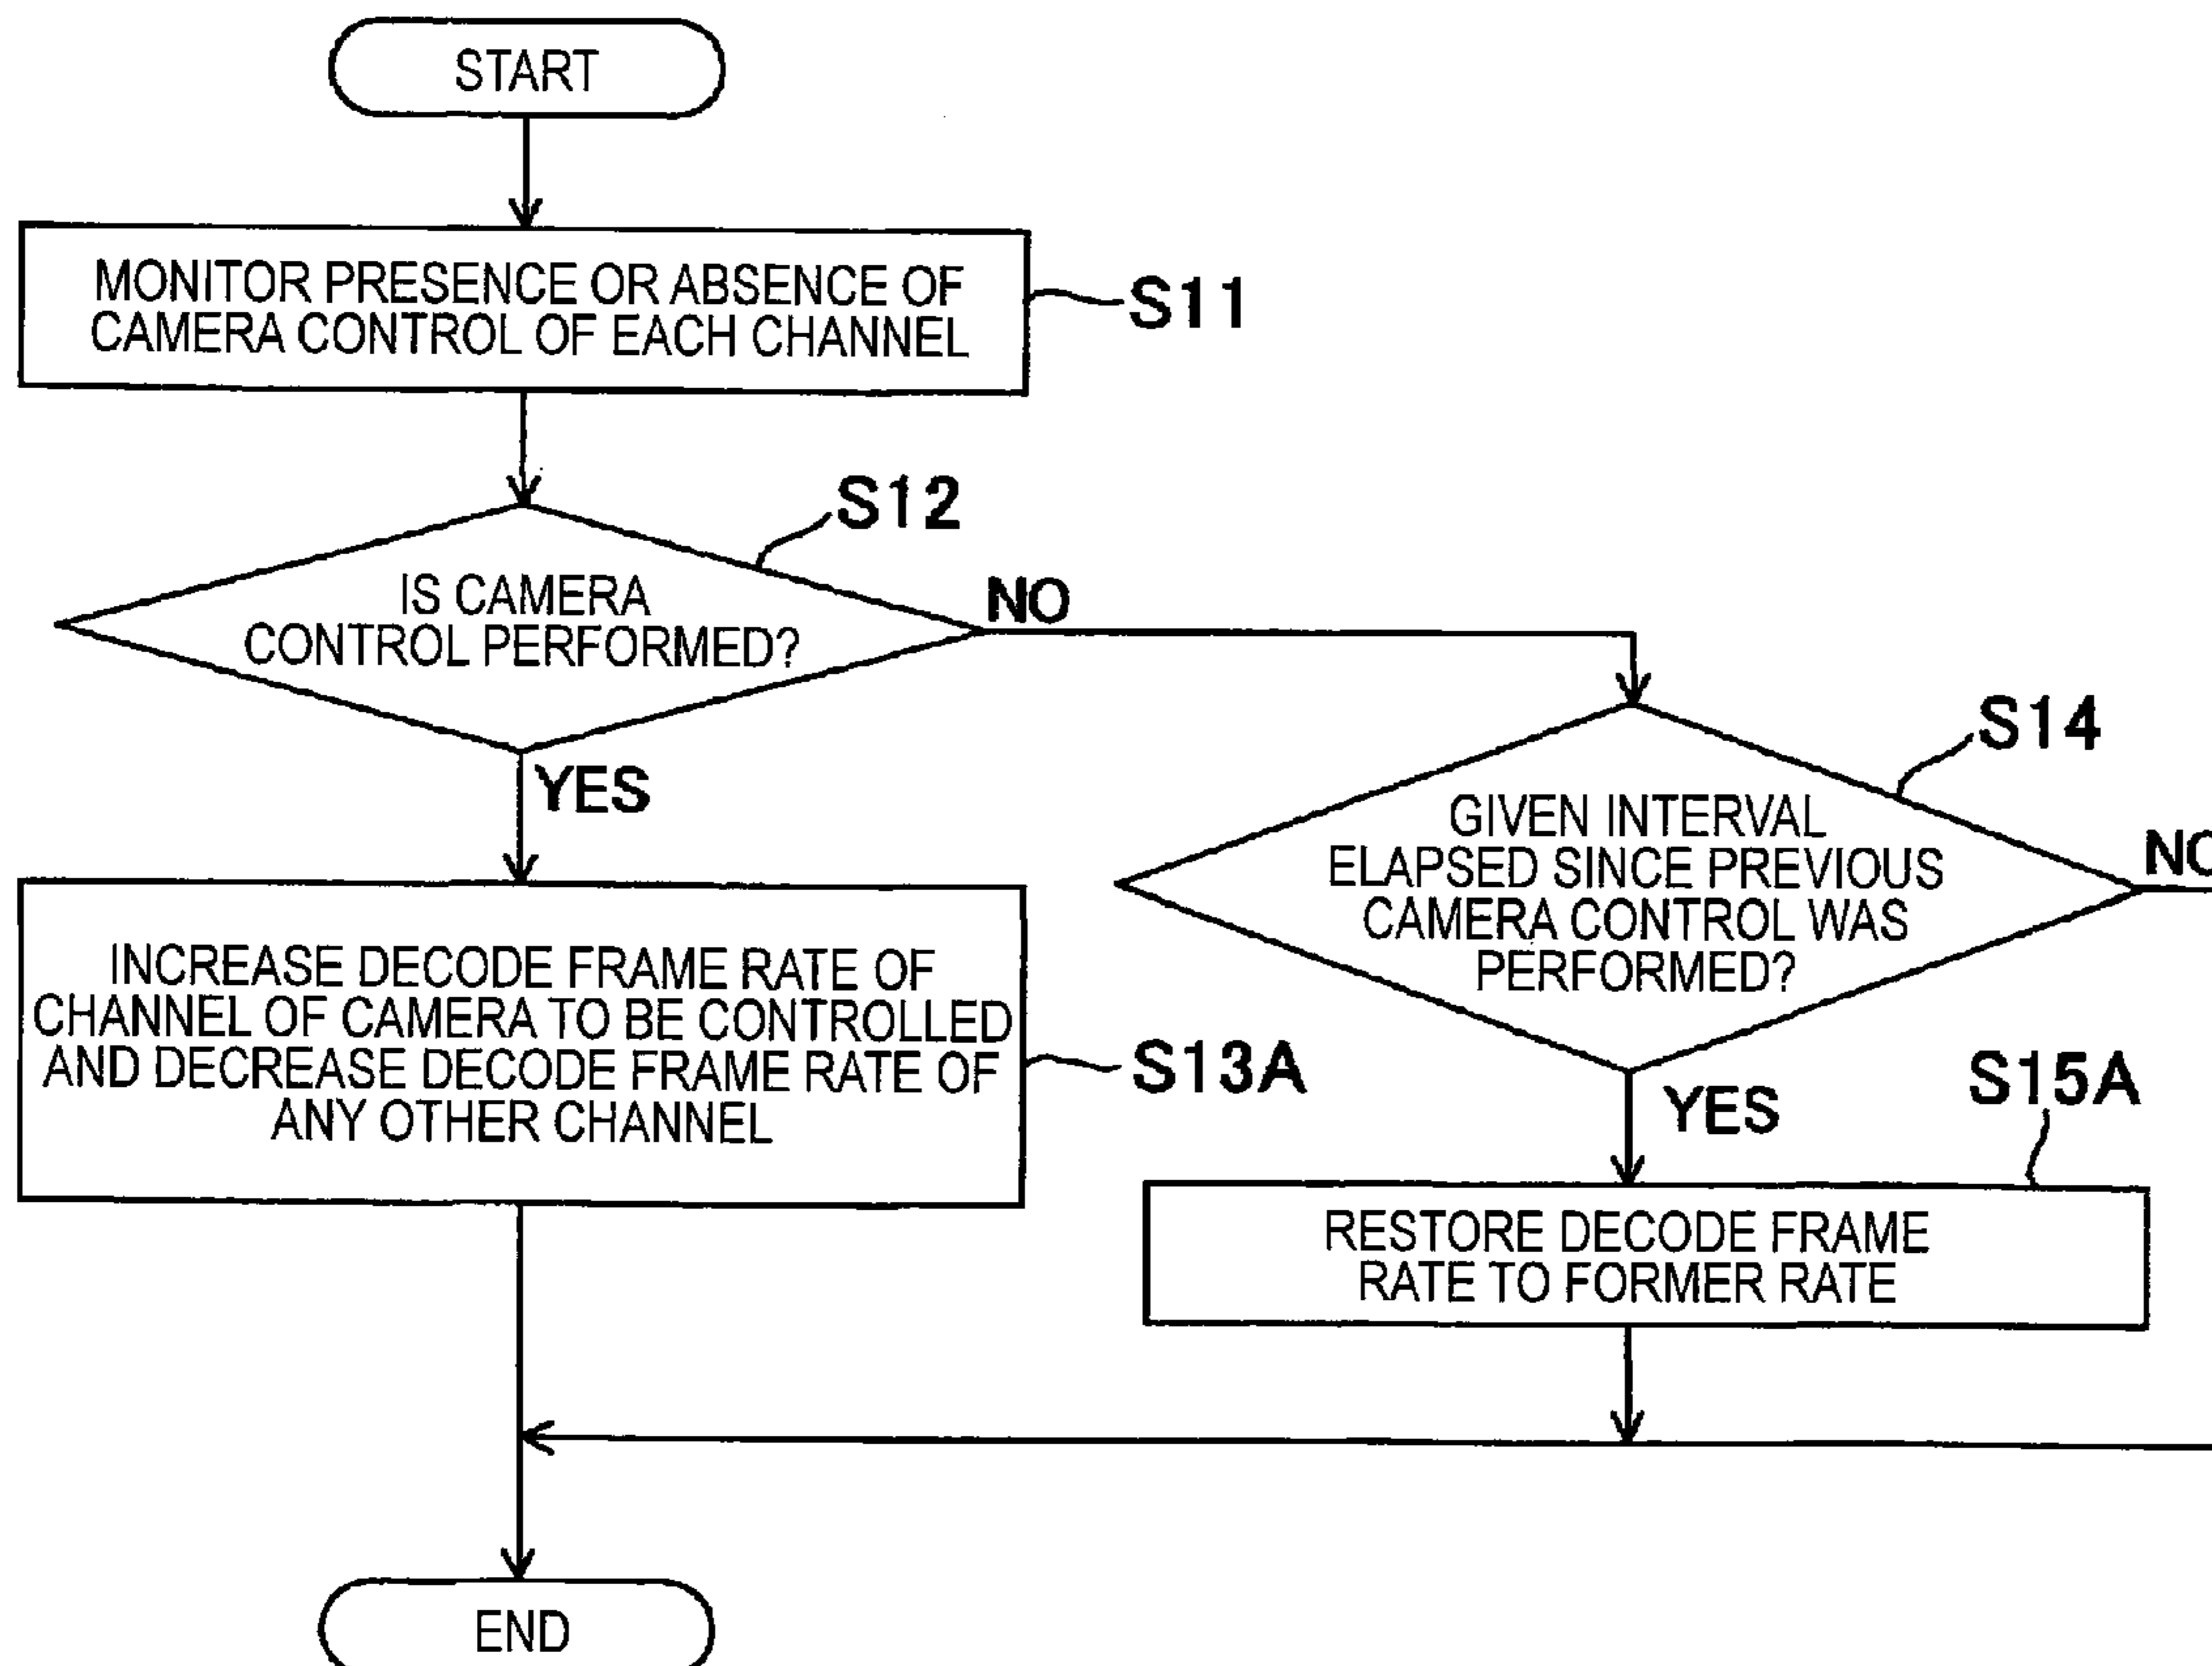 START
MONITOR PRESENCE OR ABSENCE OF
CAMERA CONTROL OF EACH CHANNEL
S11
S12
IS CAMERA
CONTROL PERFORMED?
NO
YES
S14
GIVEN INTERVAL
ELAPSED SINCE PREVIOUS
CAMERA CONTROL WAS
PERFORMED?
NO
YES
INCREASE DECODE FRAME RATE OF
CHANNEL OF CAMERA TO BE CONTROLLED
AND DECREASE DECODE FRAME RATE OF
ANY OTHER CHANNEL
S13A
S15A
RESTORE DECODE FRAME
RATE TO FORMER RATE
END